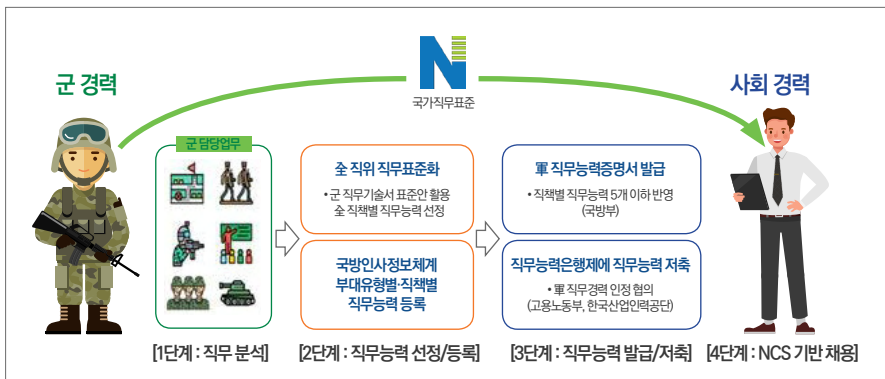 군 경력
국가직무표준
사회 경력
군 담당업무
全 직위 직무표준화
• 군 직무기술서 표준안 활용
全 직책별 직무능력 선정
국방인사정보체계
부대유형별·직책별
직무능력 등록
軍 직무능력증명서 발급
• 직책별 직무능력 5개 이하 반영
(국방부)
직무능력은행제에 직무능력 저축
• 軍 직무경력 인정 협의
(고용노동부, 한국산업인력공단)
[1단계 : 직무 분석]
[2단계 : 직무능력 선정/등록]
[3단계 : 직무능력 발급/저축]
[4단계 : NCS 기반 채용]